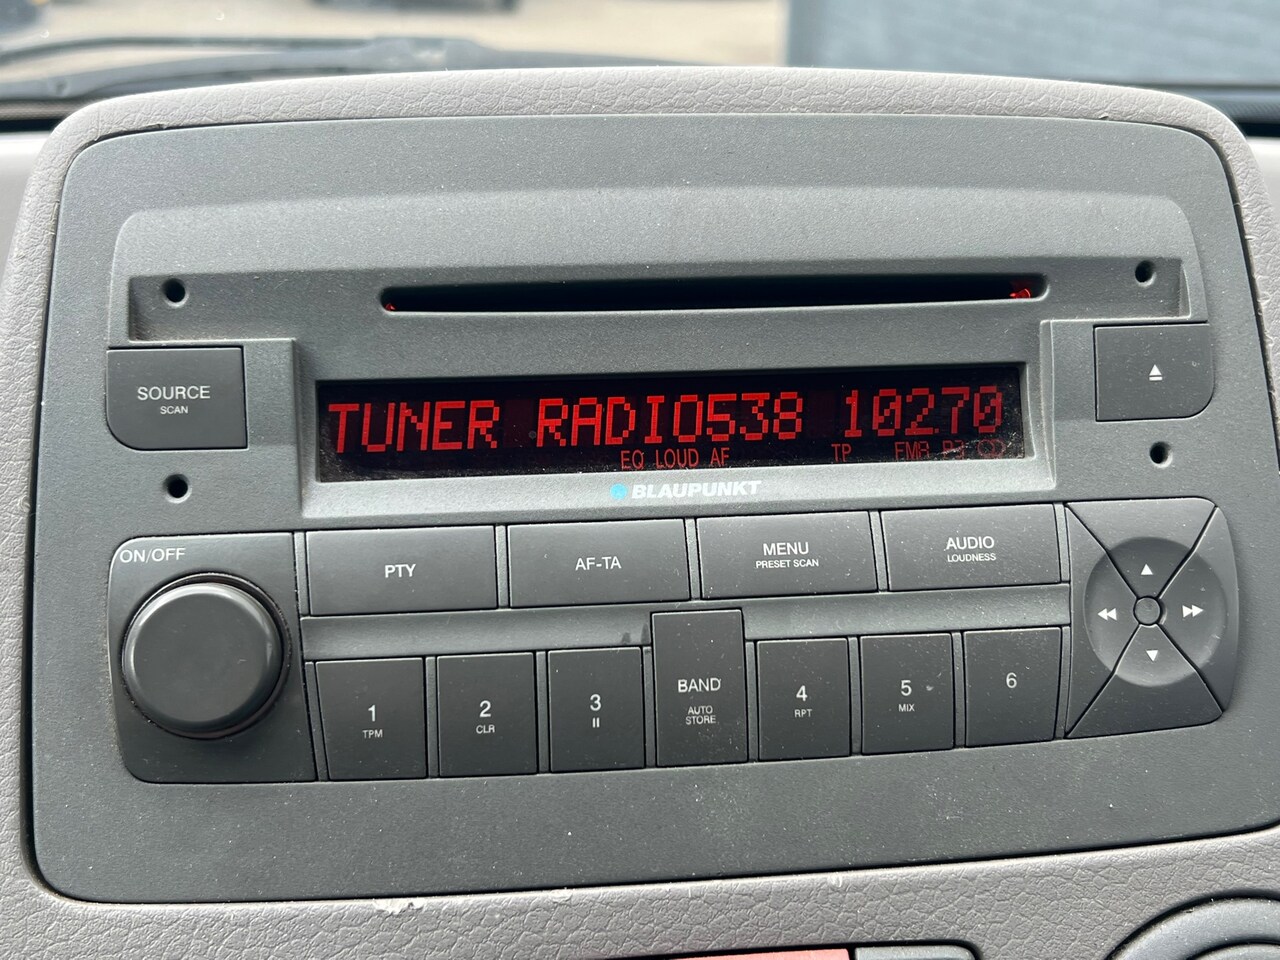 TUNER RADIO538 10270
EQ LOUD AF TP
BLAUPUNKT
SOURCE
SCAN
ON/OFF
PTY
AF-TA
MENU
PRESET SCAN
AUDIO
LOUDNESS
1
TPM
2
CLR
3
BAND
AUTO
STORE
4
RPT
5
MIX
6